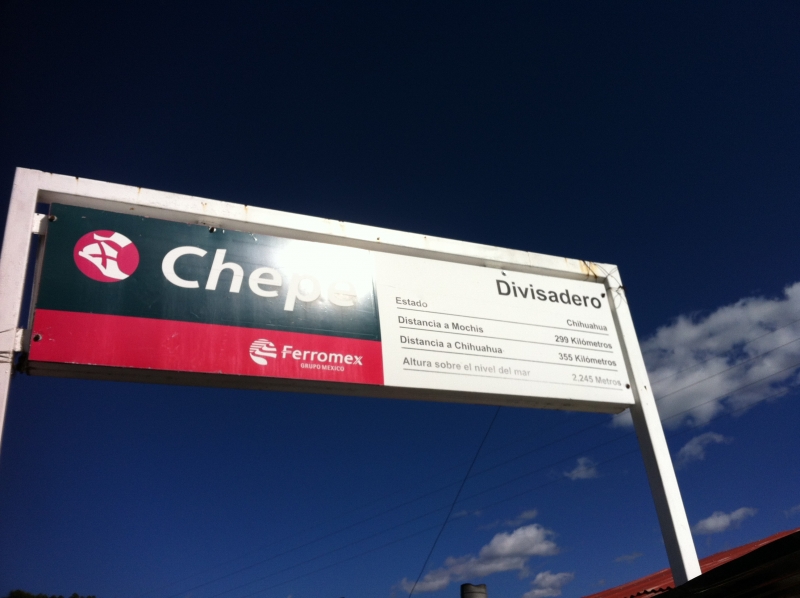 Chepe
Ferromex
GRUPO MEXICO
Divisadero
Estado Chihuahua
Distancia a Mochis 299 Kilómetros
Distancia a Chihuahua 355 Kilómetros
Altura sobre el nivel del mar 2.245 Metros